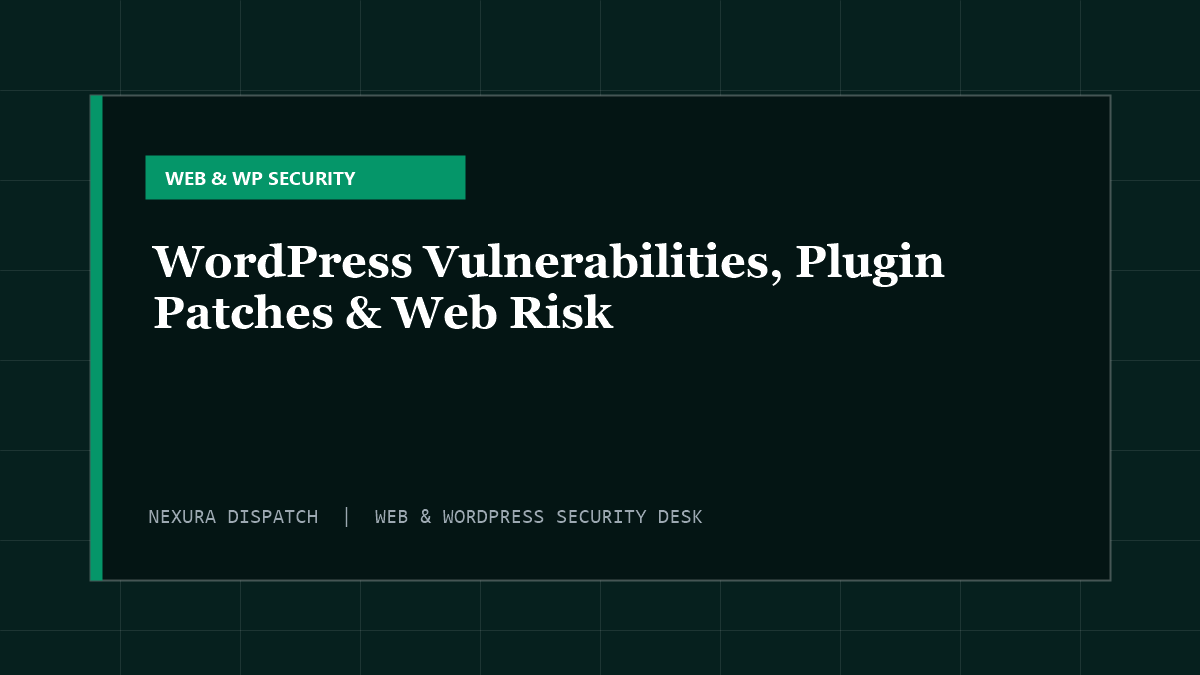 WEB & WP SECURITY
WordPress Vulnerabilities, Plugin
Patches & Web Risk
NEXURA DISPATCH | WEB & WORDPRESS SECURITY DESK